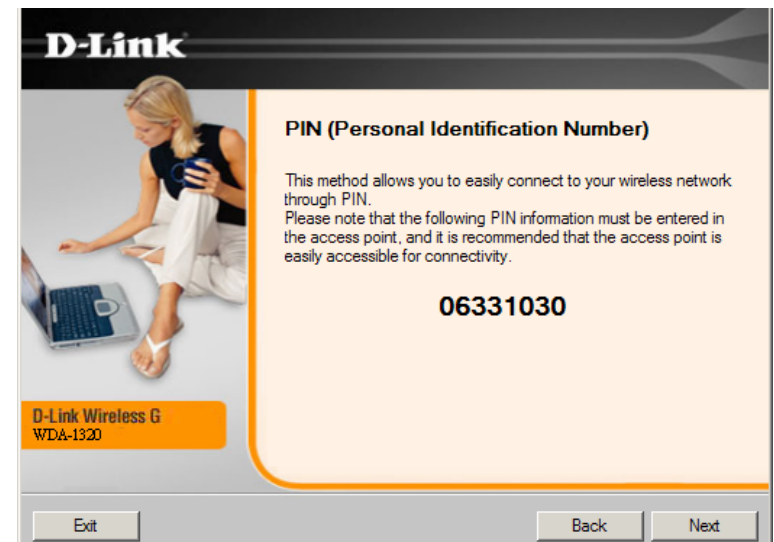 D-Link
PIN (Personal Identification Number)
This method allows you to easily connect to your wireless network
through PIN.
Please note that the following PIN information must be entered in
the access point, and it is recommended that the access point is
easily accessible for connectivity.
06331030
D-Link Wireless G
WDA-1320
Exit
Back
Next